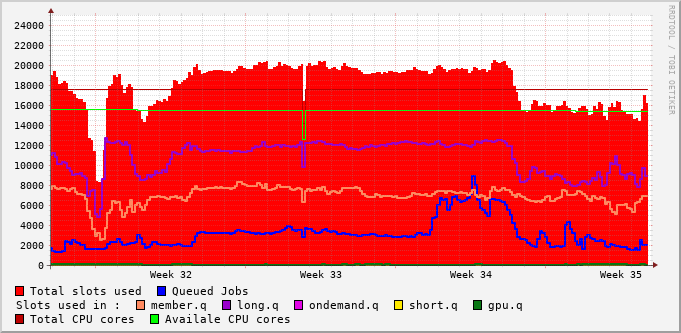 RRDTOOL / TOBI OETIKER
24000
22000
20000
18000
16000
14000
12000
10000
8000
6000
4000
2000
0
Week 32 Week 33 Week 34 Week 35
Total slots used Queued Jobs
Slots used in : member.q long.q ondemand.q short.q gpu.q
Total CPU cores Availale CPU cores